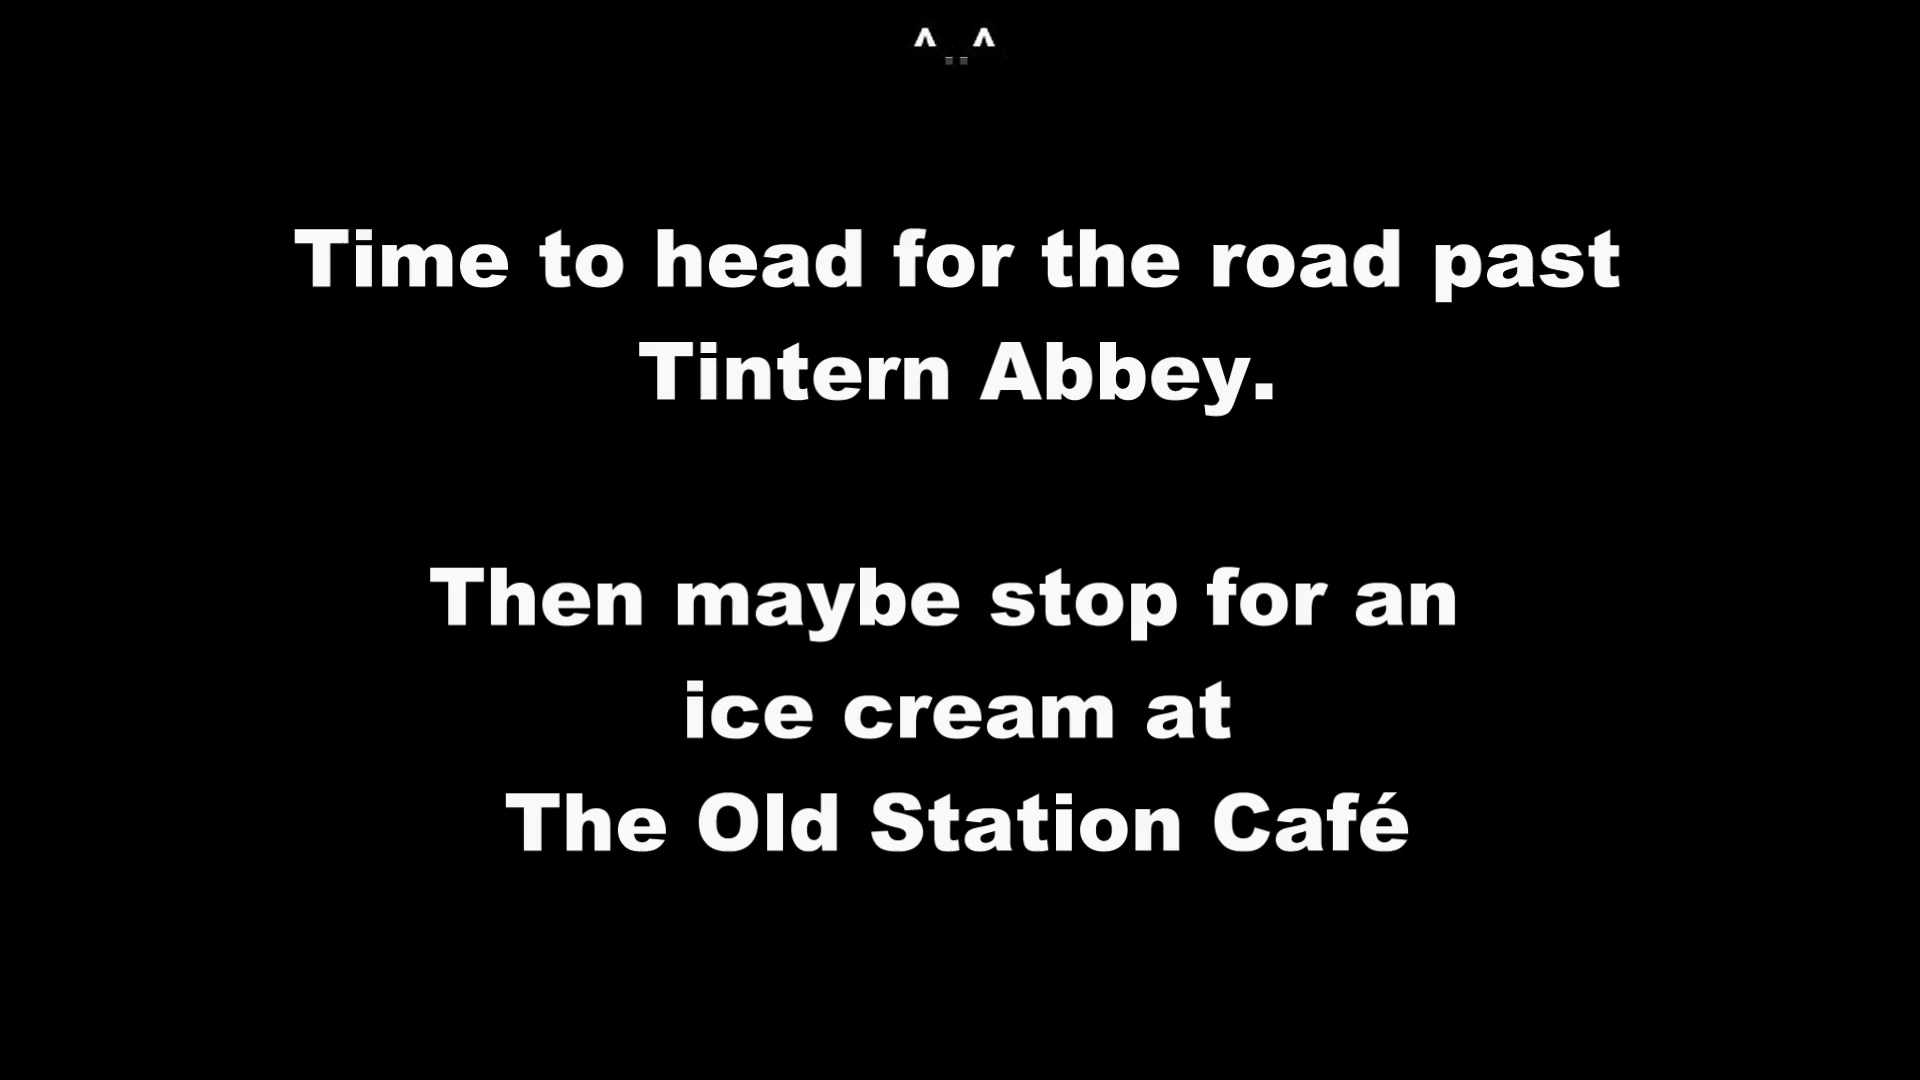 ^_..._^
Time to head for the road past
Tintern Abbey.
Then maybe stop for an
ice cream at
The Old Station Café